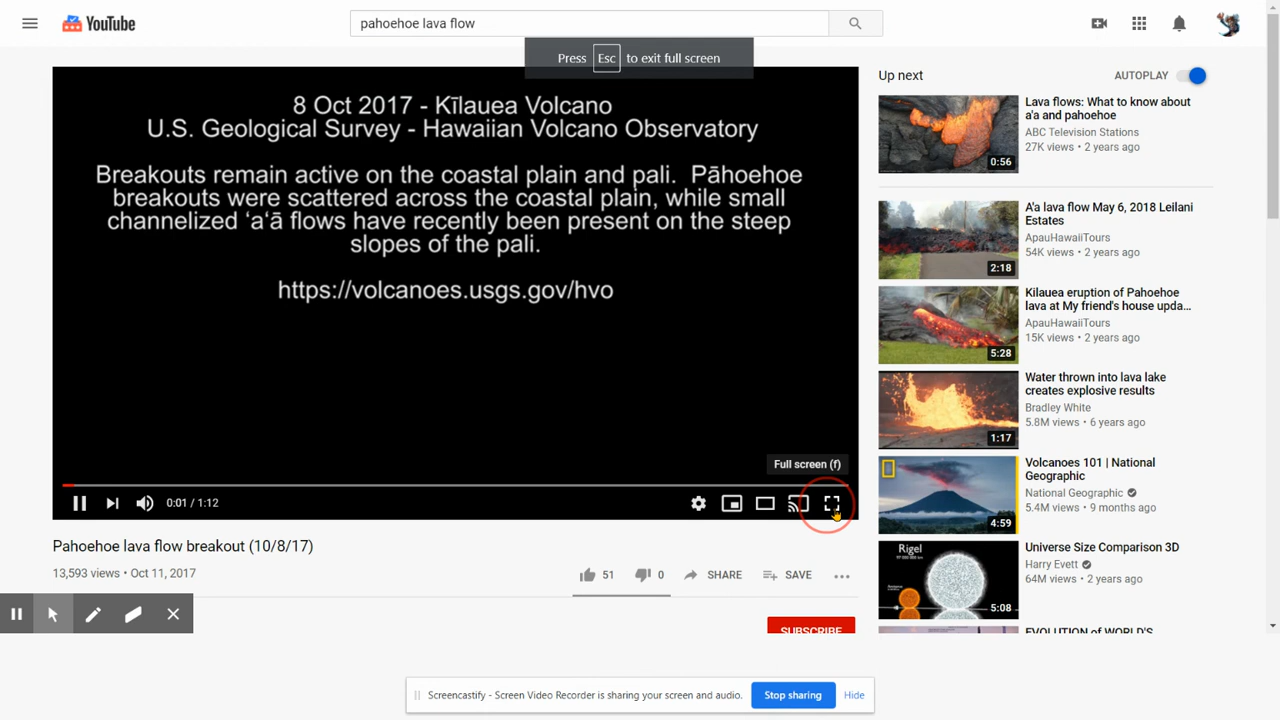 YouTube
pahoehoe lava flow
Press Esc to exit full screen
8 Oct 2017 - Kīlauea Volcano
U.S. Geological Survey - Hawaiian Volcano Observatory
Breakouts remain active on the coastal plain and pali. Pāhoehoe
breakouts were scattered across the coastal plain, while small
channelized ʻaʻā flows have recently been present on the steep
slopes of the pali.
https://volcanoes.usgs.gov/hvo
Full screen (f)
0:01 / 1:12
Pahoehoe lava flow breakout (10/8/17)
13,593 views • Oct 11, 2017
51
0
SHARE
SAVE
SUBSCRIBE
Up next
AUTOPLAY
Lava flows: What to know about
a'a and pahoehoe
ABC Television Stations
27K views • 2 years ago
0:56
A'a lava flow May 6, 2018 Leilani
Estates
ApauHawaiiTours
54K views • 2 years ago
2:18
Kilauea eruption of Pahoehoe
lava at My friend's house upda...
ApauHawaiiTours
15K views • 2 years ago
5:28
Water thrown into lava lake
creates explosive results
Bradley White
5.8M views • 6 years ago
1:17
Volcanoes 101 | National
Geographic
National Geographic
5.4M views • 9 months ago
4:59
Universe Size Comparison 3D
Harry Evett
64M views • 2 years ago
Rigel
5:08
EVOLUTION of WORLD'S
Screencastify - Screen Video Recorder is sharing your screen and audio.
Stop sharing
Hide